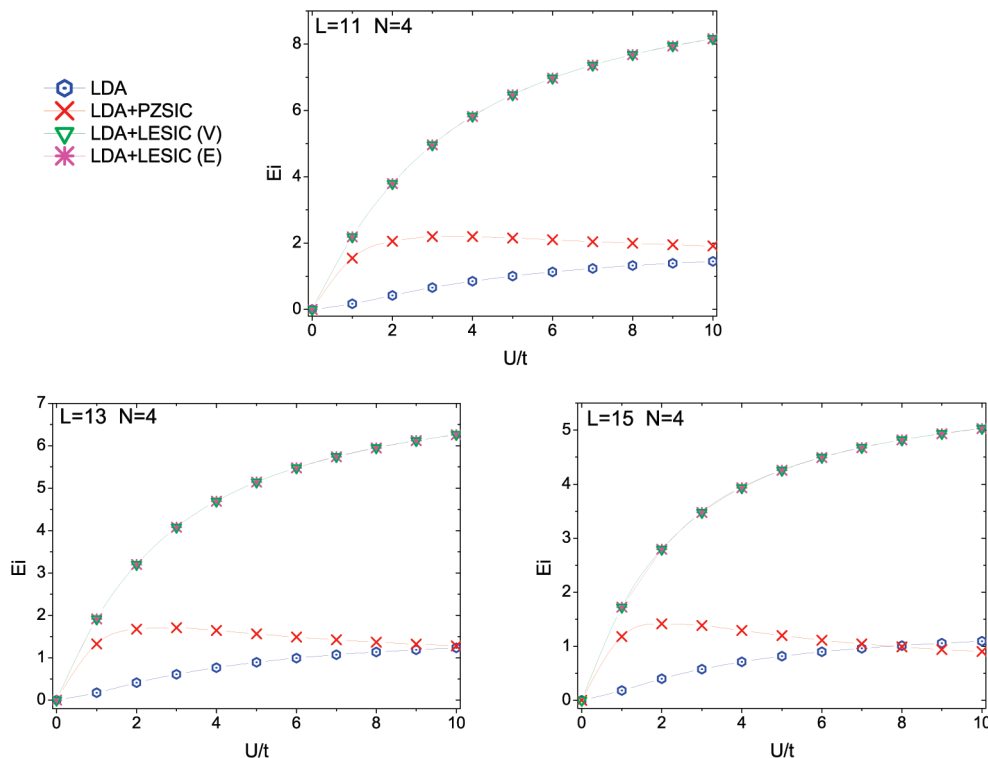 L=11 N=4
LDA
LDA+PZSIC
LDA+LESIC (V)
LDA+LESIC (E)
Ei
8
6
4
2
0
0 2 4 6 8 10
U/t
L=13 N=4
Ei
7
6
5
4
3
2
1
0
0 2 4 6 8 10
U/t
L=15 N=4
Ei
5
4
3
2
1
0
0 2 4 6 8 10
U/t